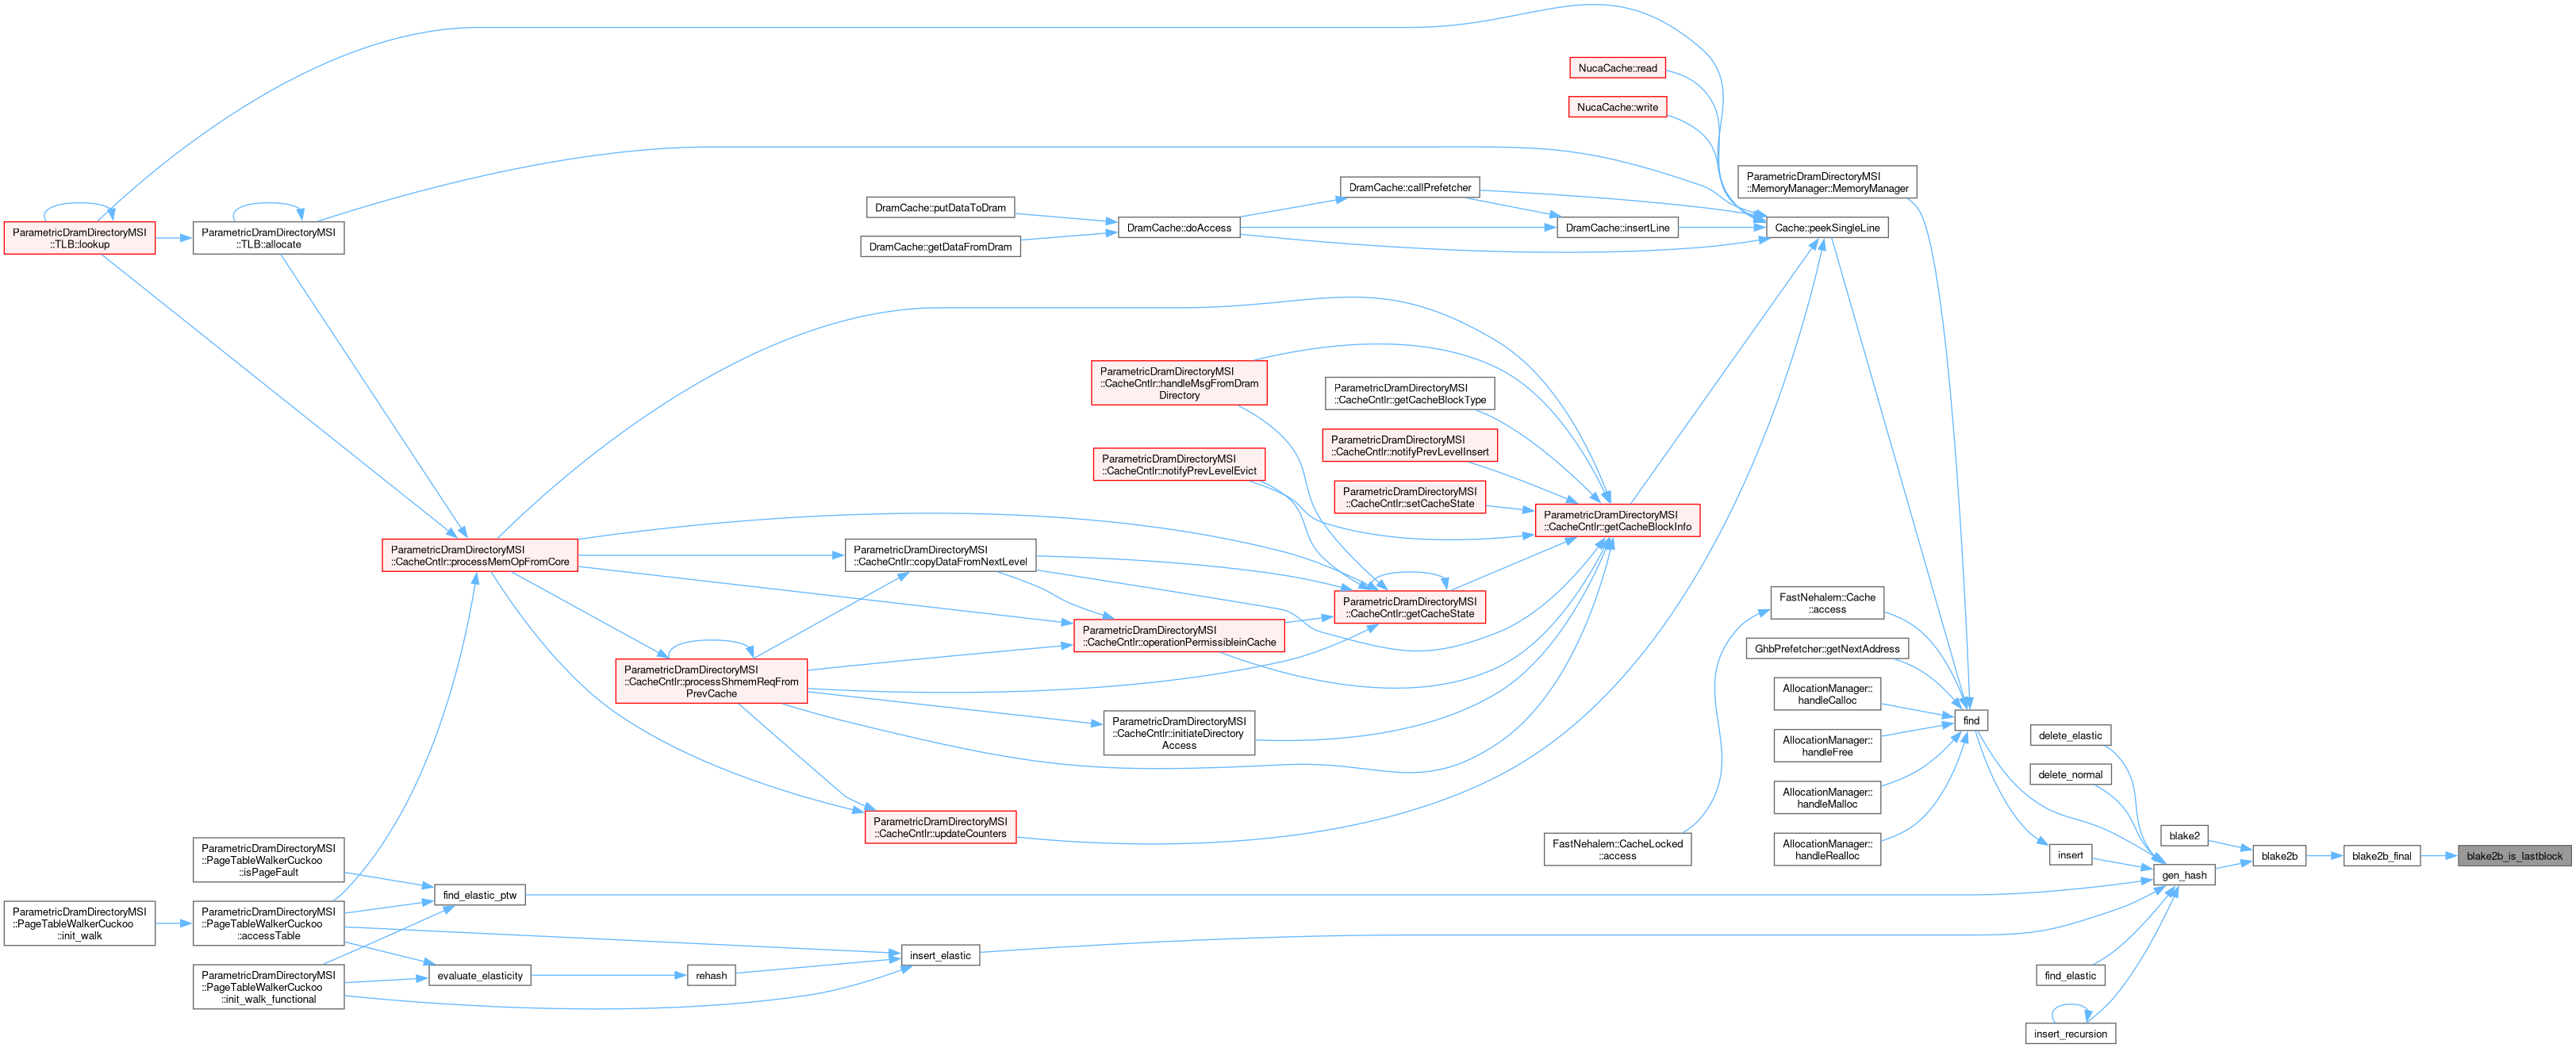 NucaCache::read
NucaCache::write
ParametricDramDirectoryMSI
::MemoryManager::MemoryManager
DramCache::callPrefetcher
DramCache::putDataToDram
DramCache::doAccess
DramCache::insertLine
Cache::peekSingleLine
DramCache::getDataFromDram
ParametricDramDirectoryMSI
::TLB::lookup
ParametricDramDirectoryMSI
::TLB::allocate
ParametricDramDirectoryMSI
::CacheCntlr::handleMsgFromDram
Directory
ParametricDramDirectoryMSI
::CacheCntlr::getCacheBlockType
ParametricDramDirectoryMSI
::CacheCntlr::notifyPrevLevelInsert
ParametricDramDirectoryMSI
::CacheCntlr::notifyPrevLevelEvict
ParametricDramDirectoryMSI
::CacheCntlr::setCacheState
ParametricDramDirectoryMSI
::CacheCntlr::getCacheBlockInfo
ParametricDramDirectoryMSI
::CacheCntlr::processMemOpFromCore
ParametricDramDirectoryMSI
::CacheCntlr::copyDataFromNextLevel
ParametricDramDirectoryMSI
::CacheCntlr::getCacheState
ParametricDramDirectoryMSI
::CacheCntlr::operationPermissibleinCache
ParametricDramDirectoryMSI
::CacheCntlr::processShmemReqFrom
PrevCache
ParametricDramDirectoryMSI
::CacheCntlr::initiateDirectory
Access
ParametricDramDirectoryMSI
::CacheCntlr::updateCounters
FastNehalem::Cache
::access
GhbPrefetcher::getNextAddress
AllocationManager::
handleCalloc
find
AllocationManager::
handleFree
AllocationManager::
handleMalloc
AllocationManager::
handleRealloc
FastNehalem::CacheLocked
::access
delete_elastic
delete_normal
blake2
insert
blake2b
blake2b_final
blake2b_is_lastblock
gen_hash
ParametricDramDirectoryMSI
::PageTableWalkerCuckoo
::isPageFault
find_elastic_ptw
ParametricDramDirectoryMSI
::PageTableWalkerCuckoo
::init_walk
ParametricDramDirectoryMSI
::PageTableWalkerCuckoo
::accessTable
insert_elastic
ParametricDramDirectoryMSI
::PageTableWalkerCuckoo
::init_walk_functional
evaluate_elasticity
rehash
find_elastic
insert_recursion